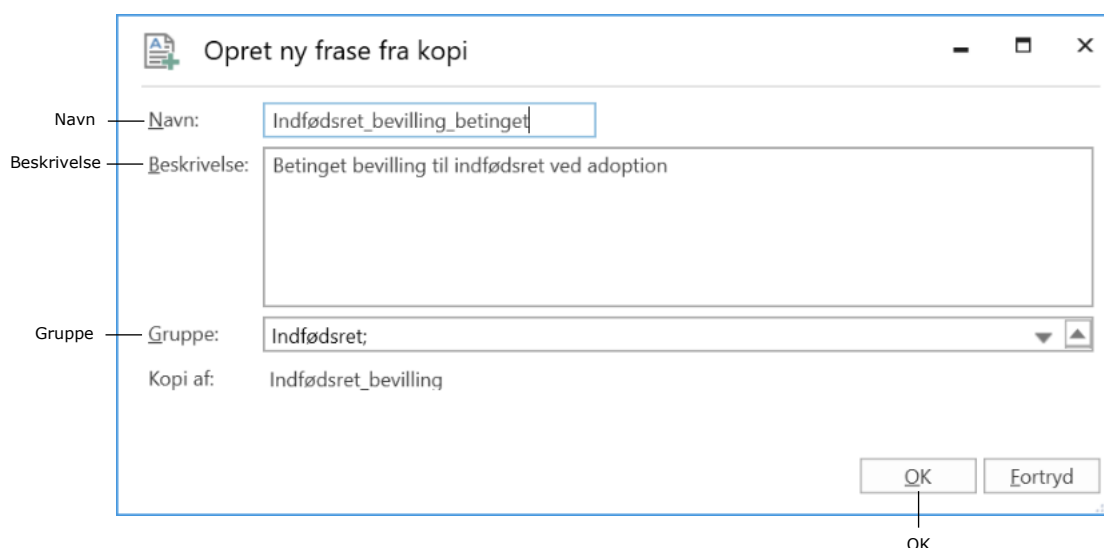 Opret ny frase fra kopi
Navn Navn: Indfødsret_bevilling_betinget
Beskrivelse Beskrivelse: Betinget bevilling til indfødsret ved adoption
Gruppe Gruppe: Indfødsret;
Kopi af: Indfødsret_bevilling
OK Fortryd
OK